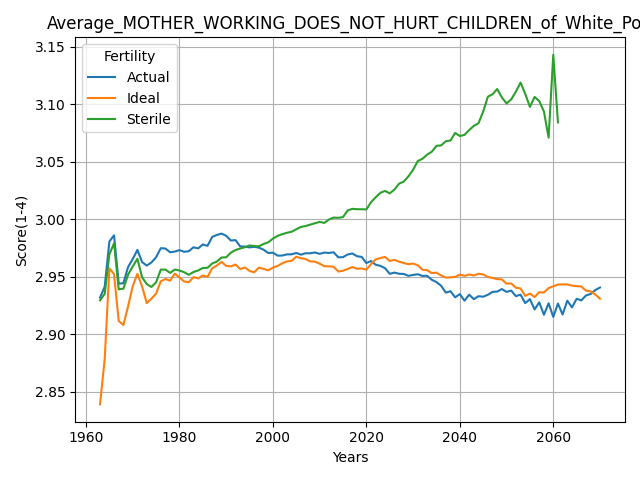 Average_MOTHER_WORKING_DOES_NOT_HURT_CHILDREN_of_White_Po
Fertility
Actual
Ideal
Sterile
Score(1-4)
3.15
3.10
3.05
3.00
2.95
2.90
2.85
1960 1980 2000 2020 2040 2060
Years